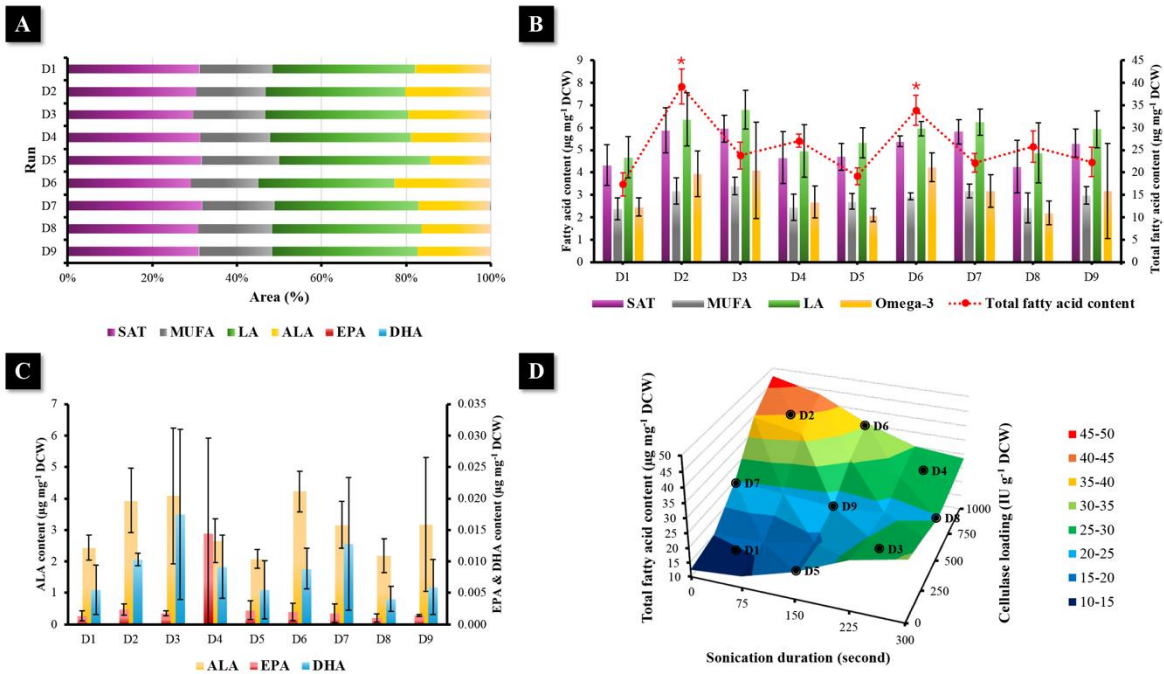 A
Run
D1
D2
D3
D4
D5
D6
D7
D8
D9
0% 20% 40% 60% 80% 100%
Area (%)
SAT MUFA LA ALA EPA DHA
B
Fatty acid content (µg mg⁻¹ DCW)
9
8
7
6
5
4
3
2
1
0
* *
45
40
35
30
25
20
15
10
5
0
Total fatty acid content (µg mg⁻¹ DCW)
D1 D2 D3 D4 D5 D6 D7 D8 D9
SAT MUFA LA Omega-3 Total fatty acid content
C
ALA content (µg mg⁻¹ DCW)
7
6
5
4
3
2
1
0
0.035
0.030
0.025
0.020
0.015
0.010
0.005
0.000
EPA & DHA content (µg mg⁻¹ DCW)
D1 D2 D3 D4 D5 D6 D7 D8 D9
ALA EPA DHA
D
Total fatty acid content (µg mg⁻¹ DCW)
50
45
40
35
30
25
20
15
10
D2
D6
D4
D7
D9
D8
D1
D3
D5
0 75 150 225 300
Sonication duration (second)
1000
750
500
250
0
Cellulase loading (IU g⁻¹ DCW)
45-50
40-45
35-40
30-35
25-30
20-25
15-20
10-15